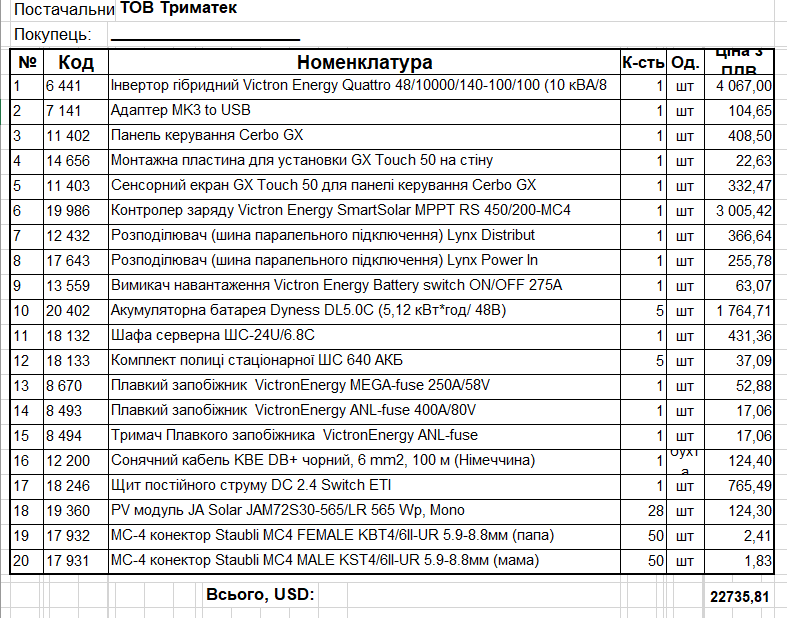 Постачальни ТОВ Триматек
Покупець:
№ Код Номенклатура К-сть Од. Ціна з ПДВ
1 6 441 Інвертор гібридний Victron Energy Quattro 48/10000/140-100/100 (10 кВА/8 1 шт 4 067,00
2 7 141 Адаптер MK3 to USB 1 шт 104,65
3 11 402 Панель керування Cerbo GX 1 шт 408,50
4 14 656 Монтажна пластина для установки GX Touch 50 на стіну 1 шт 22,63
5 11 403 Сенсорний екран GX Touch 50 для панелі керування Cerbo GX 1 шт 332,47
6 19 986 Контролер заряду Victron Energy SmartSolar MPPT RS 450/200-MC4 1 шт 3 005,42
7 12 432 Розподілювач (шина паралельного підключення) Lynx Distribut 1 шт 366,64
8 17 643 Розподілювач (шина паралельного підключення) Lynx Power In 1 шт 255,78
9 13 559 Вимикач навантаження Victron Energy Battery switch ON/OFF 275A 1 шт 63,07
10 20 402 Акумуляторна батарея Dyness DL5.0C (5,12 кВт*год/ 48В) 5 шт 1 764,71
11 18 132 Шафа серверна ШС-24U/6.8C 1 шт 431,36
12 18 133 Комплект полиці стаціонарної ШС 640 АКБ 5 шт 37,09
13 8 670 Плавкий запобіжник VictronEnergy MEGA-fuse 250A/58V 1 шт 52,88
14 8 493 Плавкий запобіжник VictronEnergy ANL-fuse 400A/80V 1 шт 17,06
15 8 494 Тримач Плавкого запобіжника VictronEnergy ANL-fuse 1 шт 17,06
16 12 200 Сонячний кабель KBE DB+ чорний, 6 mm2, 100 м (Німеччина) 1 бухта 124,40
17 18 246 Щит постійного струму DC 2.4 Switch ETI 1 шт 765,49
18 19 360 PV модуль JA Solar JAM72S30-565/LR 565 Wp, Mono 28 шт 124,30
19 17 932 МС-4 конектор Staubli MC4 FEMALE KBT4/6II-UR 5.9-8.8мм (папа) 50 шт 2,41
20 17 931 МС-4 конектор Staubli MC4 MALE KST4/6II-UR 5.9-8.8мм (мама) 50 шт 1,83
Всього, USD: 22735,81